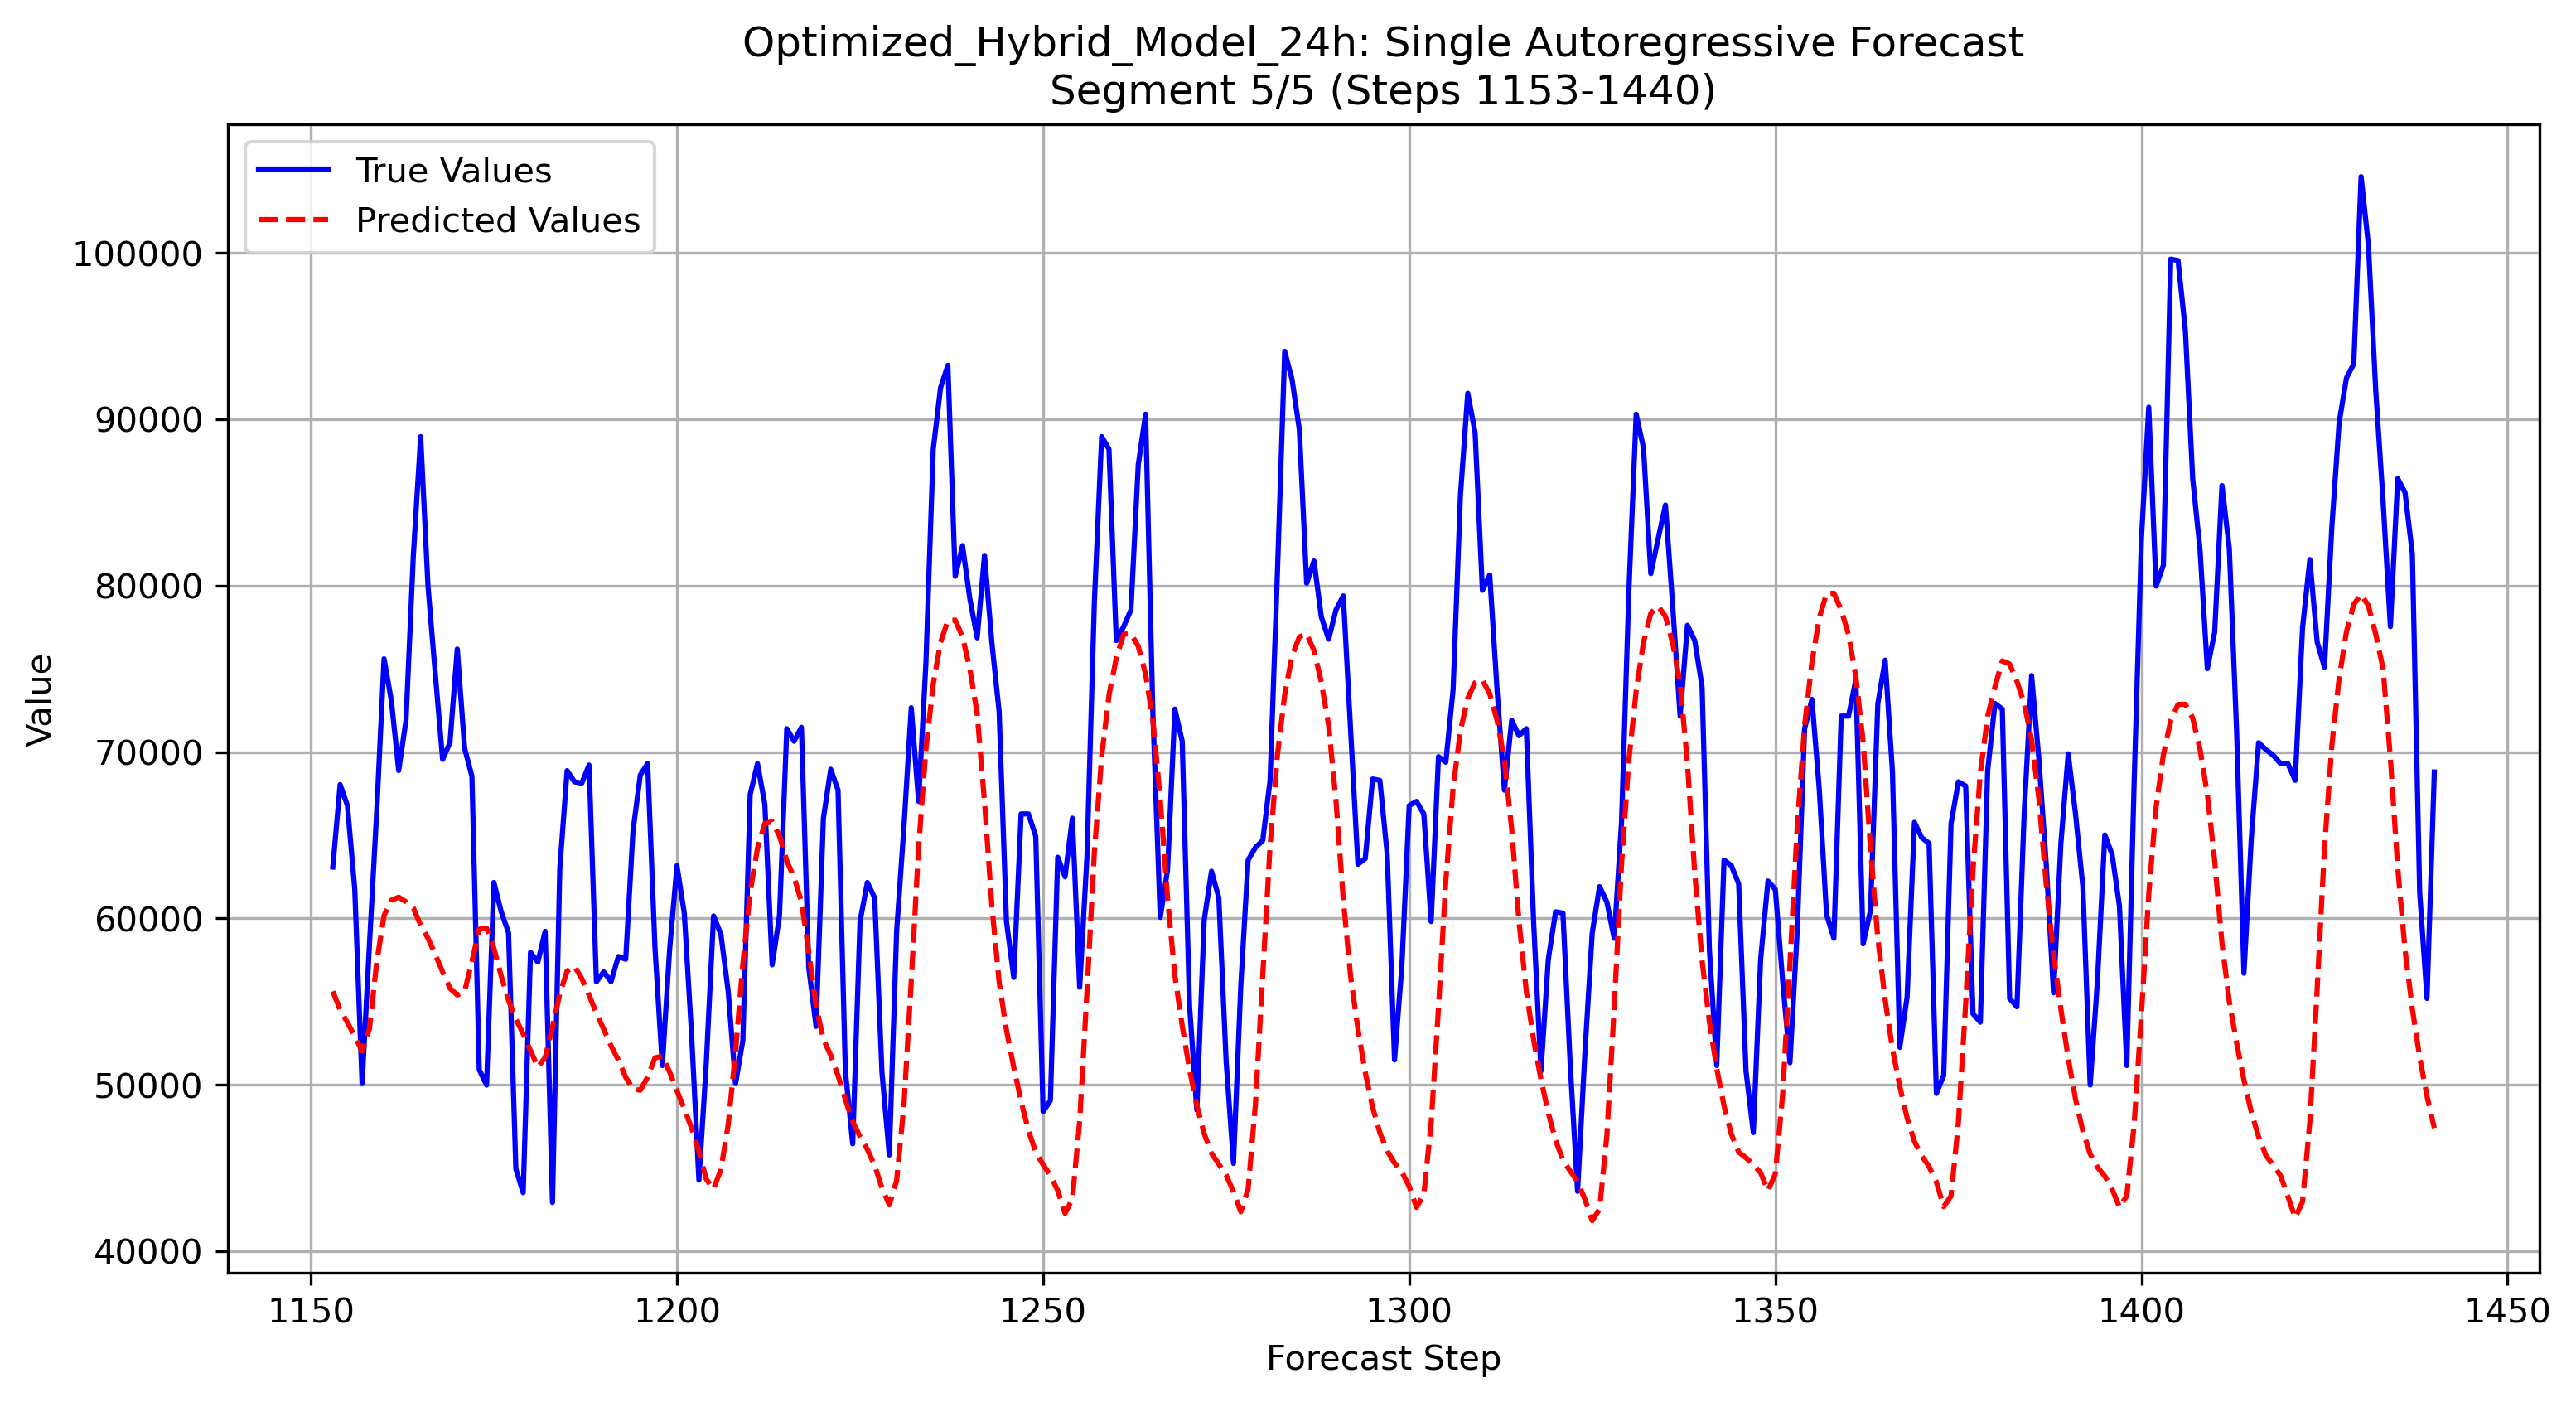 Optimized_Hybrid_Model_24h: Single Autoregressive Forecast
Segment 5/5 (Steps 1153-1440)
True Values
Predicted Values
100000
90000
80000
70000
60000
50000
40000
Value
1150 1200 1250 1300 1350 1400 1450
Forecast Step